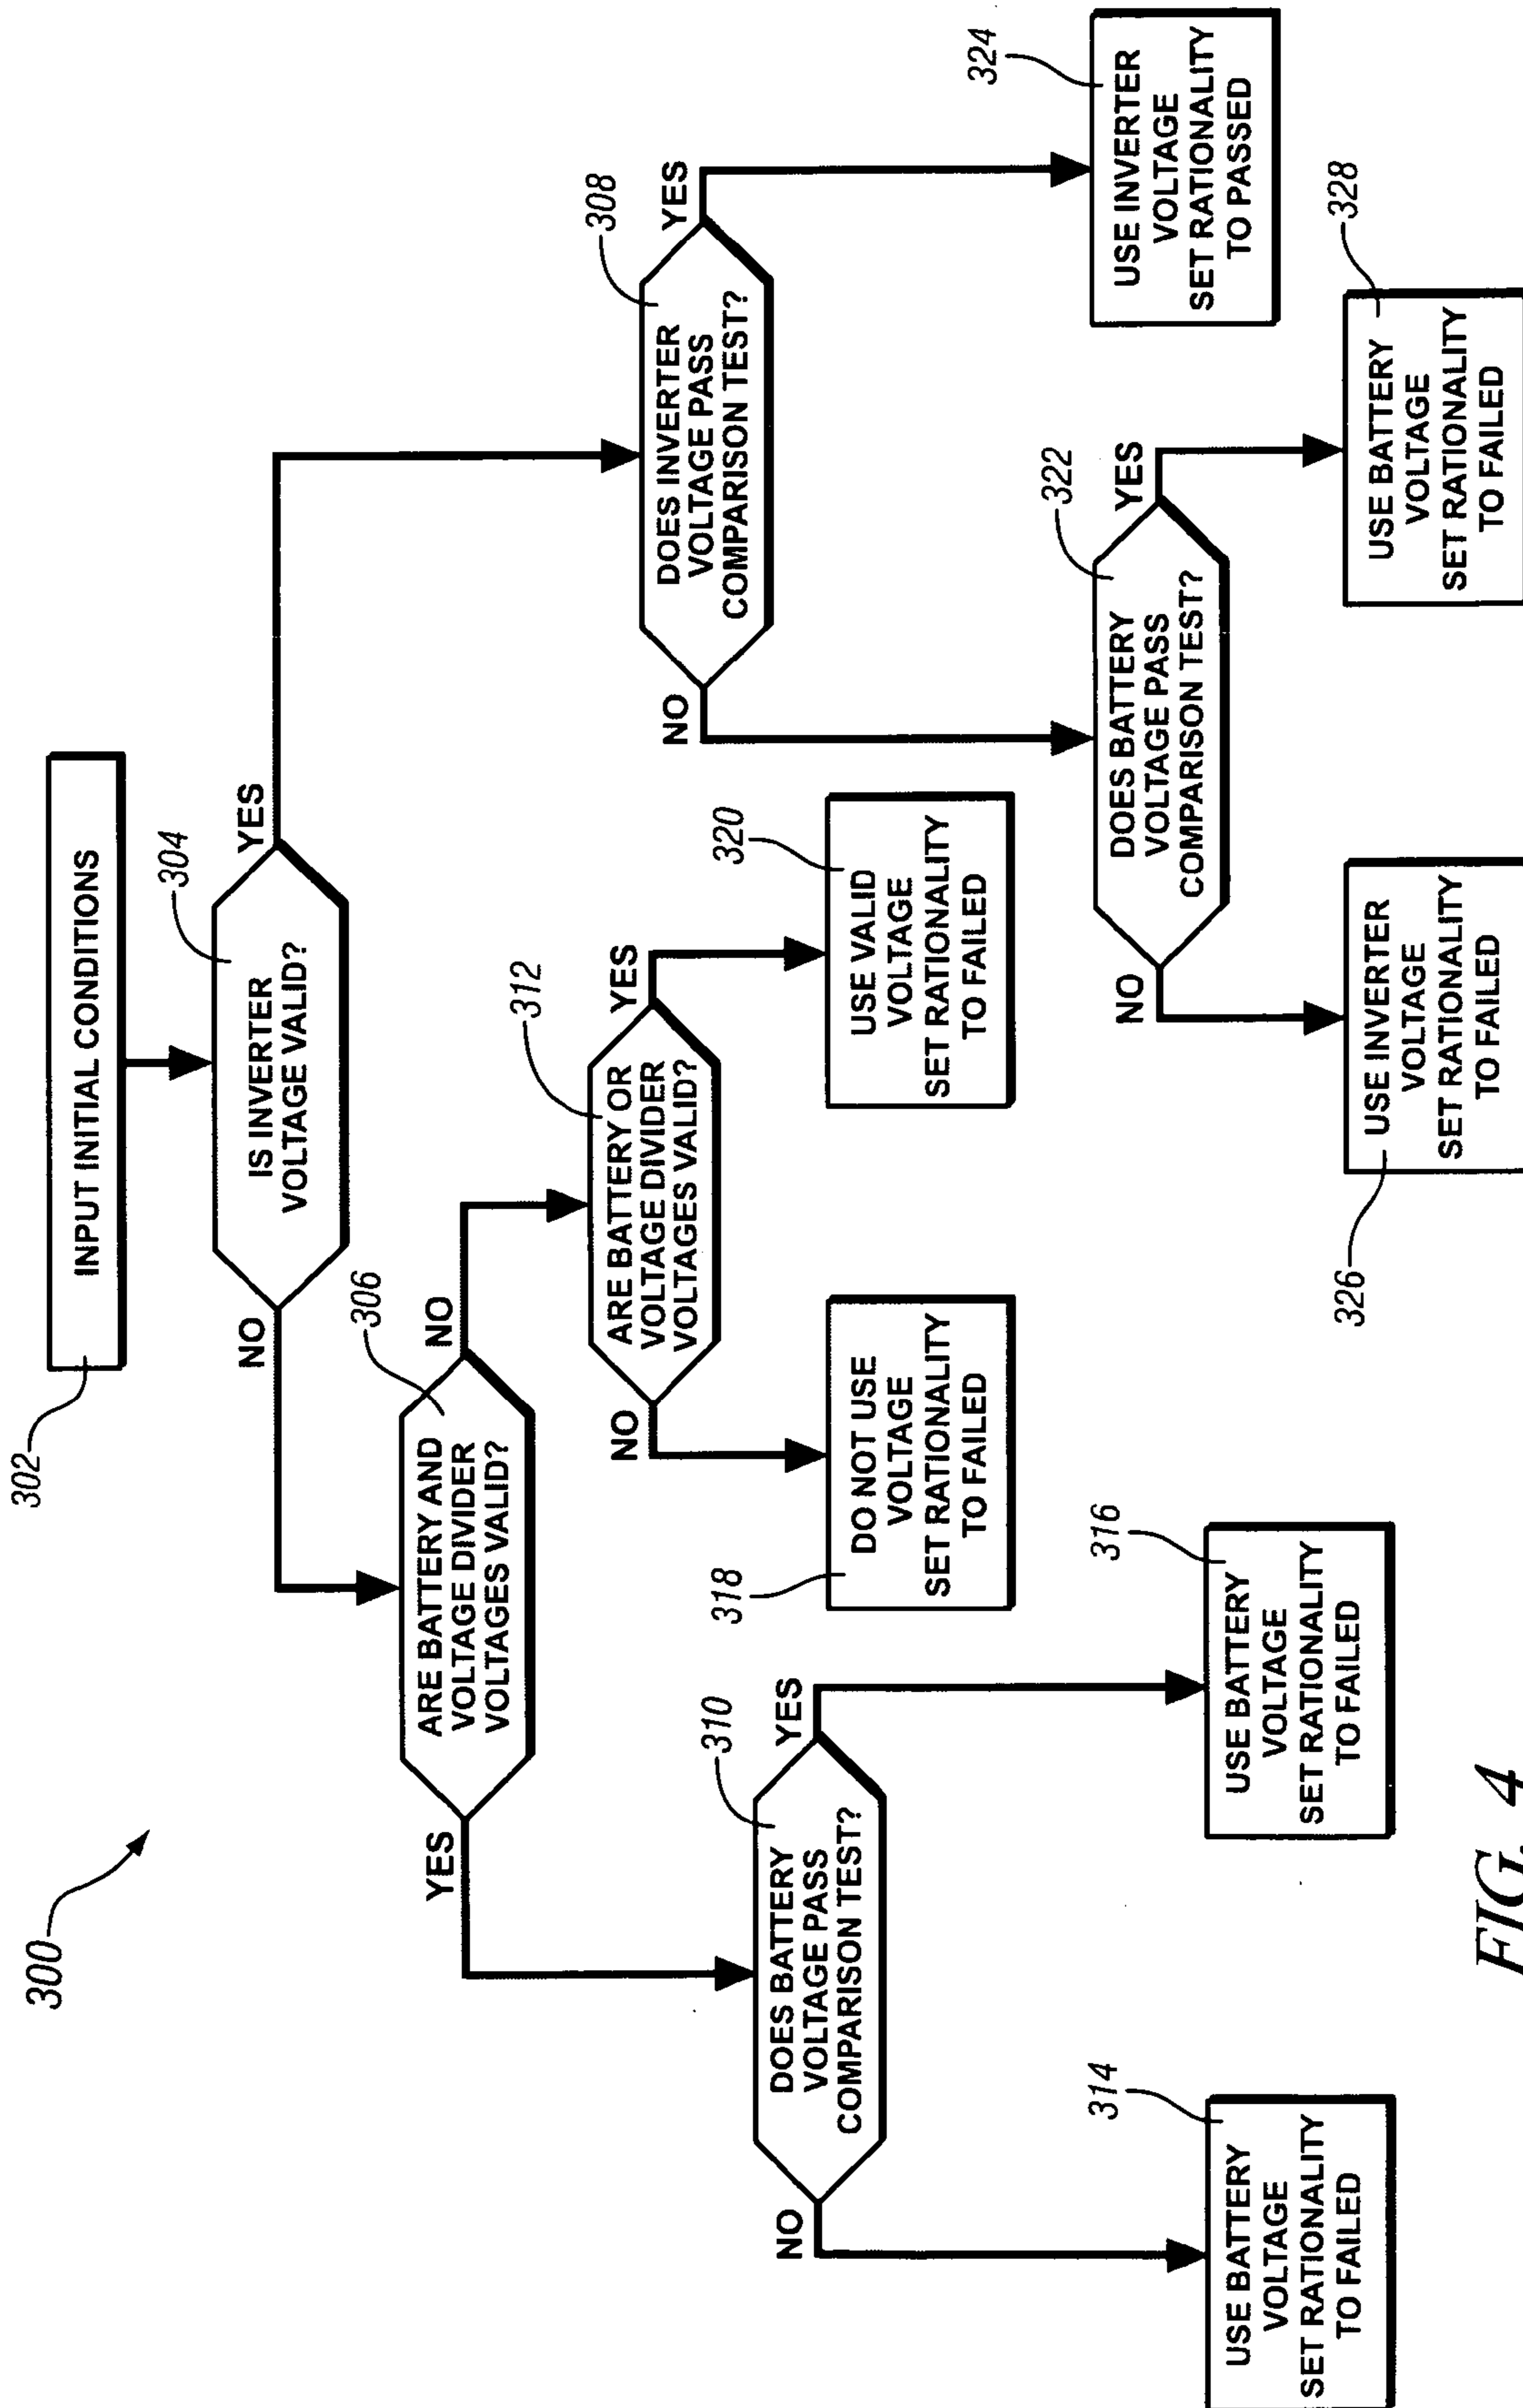 300
302
INPUT INITIAL CONDITIONS
304
IS INVERTER
VOLTAGE VALID?
NO
YES
306
ARE BATTERY AND
VOLTAGE DIVIDER
VOLTAGES VALID?
YES
NO
312
ARE BATTERY OR
VOLTAGE DIVIDER
VOLTAGES VALID?
NO
YES
308
DOES INVERTER
VOLTAGE PASS
COMPARISON TEST?
NO
YES
310
DOES BATTERY
VOLTAGE PASS
COMPARISON TEST?
NO
YES
318
DO NOT USE
VOLTAGE
SET RATIONALITY
TO FAILED
320
USE VALID
VOLTAGE
SET RATIONALITY
TO FAILED
322
DOES BATTERY
VOLTAGE PASS
COMPARISON TEST?
NO
YES
324
USE INVERTER
VOLTAGE
SET RATIONALITY
TO PASSED
314
USE BATTERY
VOLTAGE
SET RATIONALITY
TO FAILED
316
USE BATTERY
VOLTAGE
SET RATIONALITY
TO FAILED
326
USE INVERTER
VOLTAGE
SET RATIONALITY
TO FAILED
328
USE BATTERY
VOLTAGE
SET RATIONALITY
TO FAILED
FIG. 4